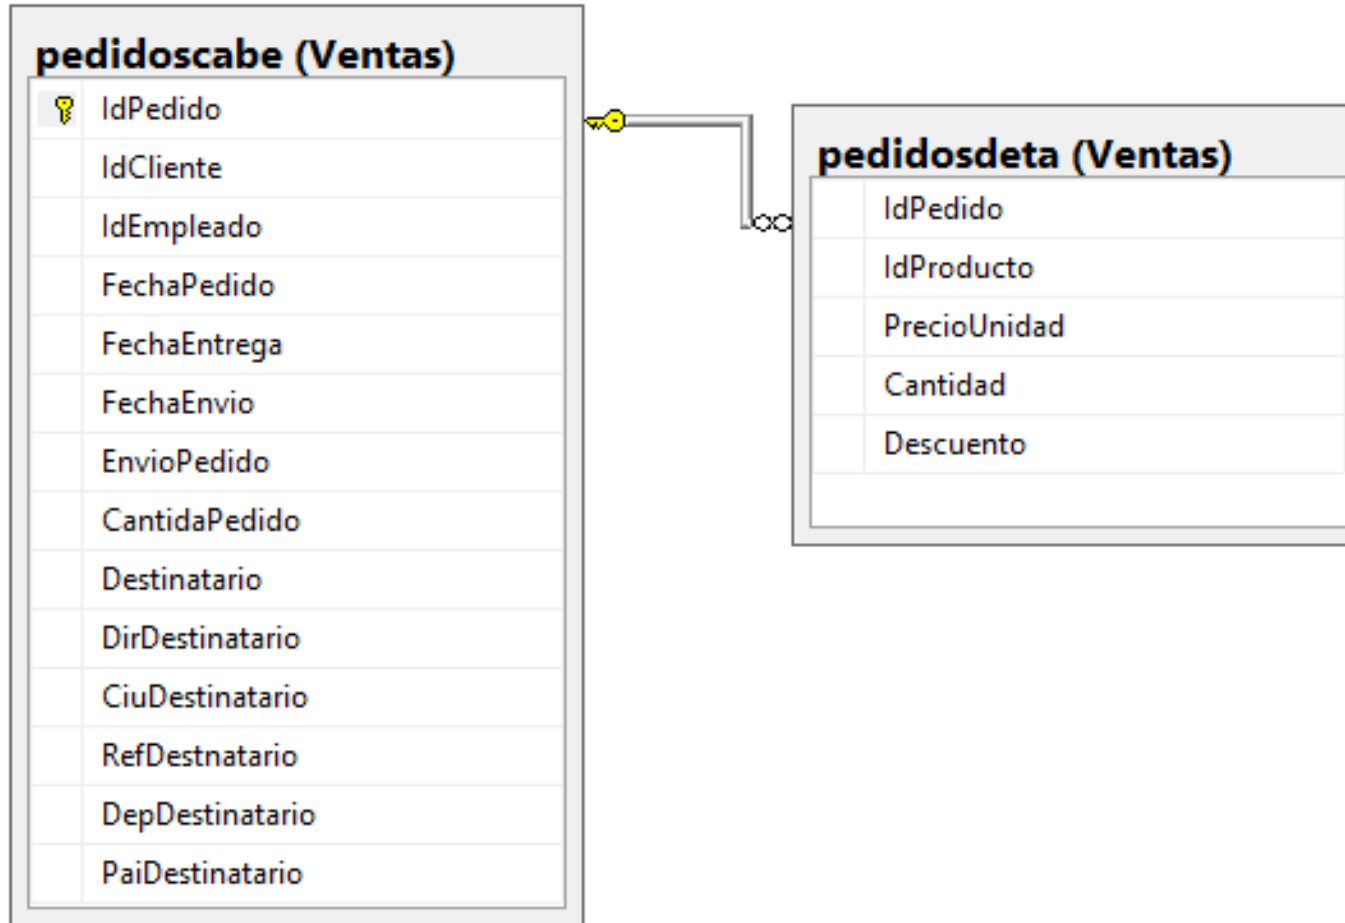 pedidoscabe (Ventas)
IdPedido
IdCliente
IdEmpleado
FechaPedido
FechaEntrega
FechaEnvio
EnvioPedido
CantidaPedido
Destinatario
DirDestinatario
CiuDestinatario
RefDestnatario
DepDestinatario
PaiDestinatario
pedidosdeta (Ventas)
IdPedido
IdProducto
PrecioUnidad
Cantidad
Descuento